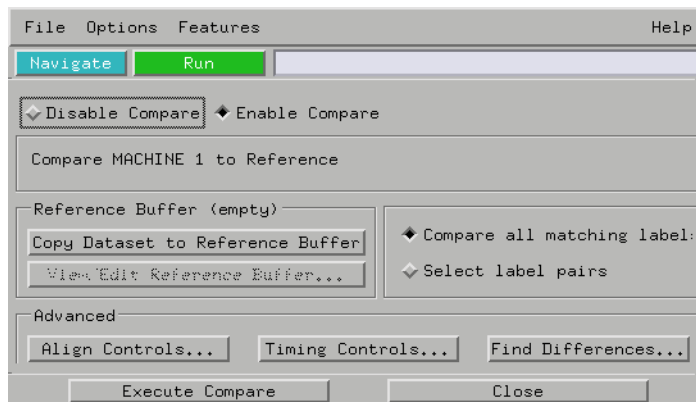 File Options Features Help
Navigate Run
Disable Compare Enable Compare
Compare MACHINE 1 to Reference
Reference Buffer (empty)
Copy Dataset to Reference Buffer
View/Edit Reference Buffer...
Compare all matching label
Select label pairs
Advanced
Align Controls... Timing Controls... Find Differences...
Execute Compare Close